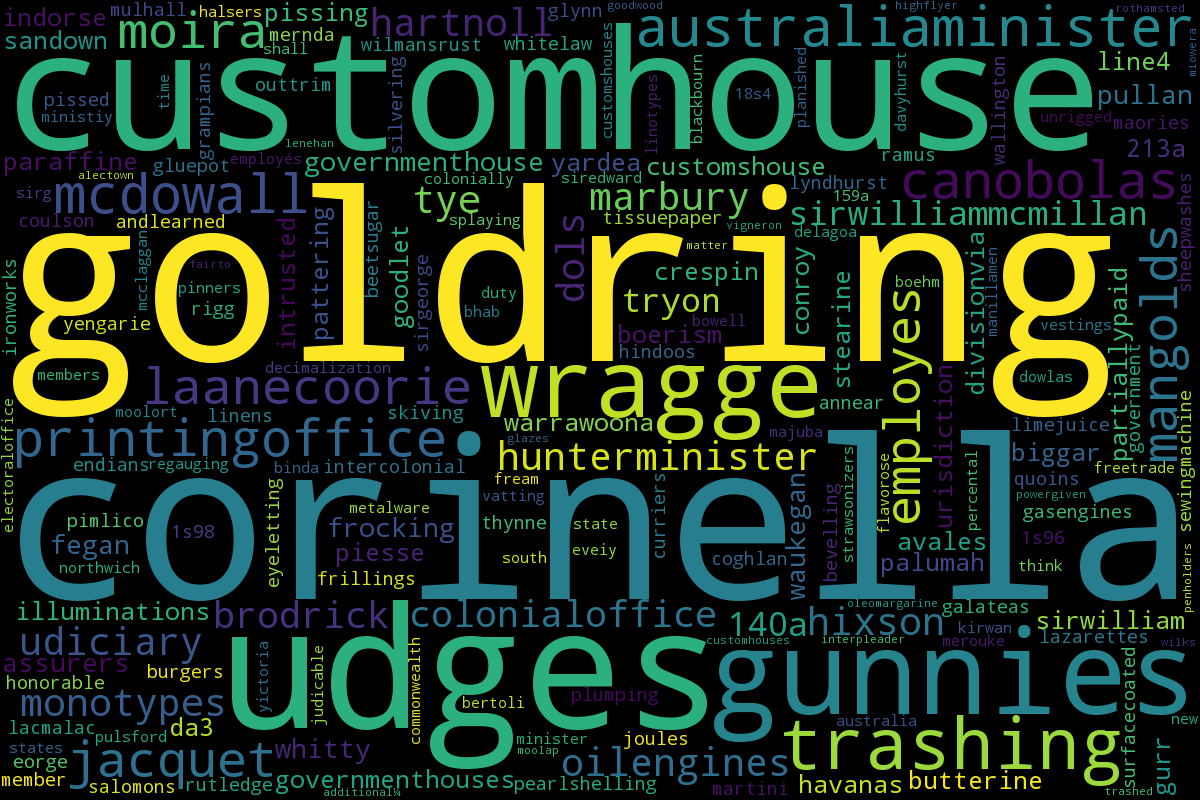 indorse mulhall halsers pissing glynn goodwood highflyer rothamsted
sandown moira mernda hartnoll australiaminister
shall wilmansrust whitelaw line4 miowera
customhouse
pissed time grampians outtrim silvering customshouses linotypes blackbourn 18s4 planished davyhurst wallington pullan
ministiy lenehan unrigged maories
paraffine gluepot employēs governmenthouse yardea customshouse ramus 213a
alectown colonially siredward lyndhurst canobolas
sirg mcdowall tye marbury 159a
coulson andlearned splaying tissuepaper vigneron delagoa sirwilliammcmillan sheepwashes
goldring
ironworks mcclaggan fairto intrusted pattering beetsugar goodlet sirgeorge dols matter conroy divisionvia mangolds
pinners duty crespin stearine boehm manillamen partiallypaid
rigg bhab tryon employes vestings
yengarie boerism bowell government
hindoos
members decimalization dowlas
laanecoorie wragge annear
moolort linens skiving warrawoona majuba limejuice
electoraloffice printingoffice glazes urisdiction biggar sewingmachine
endians regauging binda intercolonial hunterminister strawsonizers flavorose percental freetrade
fream quoins
corinella
eyeletting metalware vatting curriers waukegan bevelling powergiven
pimlico 1s98 frocking thynne state gasengines
fegan piesse south eveiy coghlan avales 1s96
northwich frillings palumah think penholders
illuminations brodrick colonialoffice 140a hixson oleomargarine galateas sirwilliam
udiciary udges customhouses interpleader kirwan lazarettes
assurers burgers yictoria judicable commonwealth merouke wilks
honorable plumping gunnies surfacecoated
monotypes bertoli australia new
lacmalac da3 minister trashing
states pulsford whitty moolap joules gurr
eorge jacquet oilengines
member salomons rutledge governmenthouses pearlshelling martini havanas butterine
additional¼ trashed